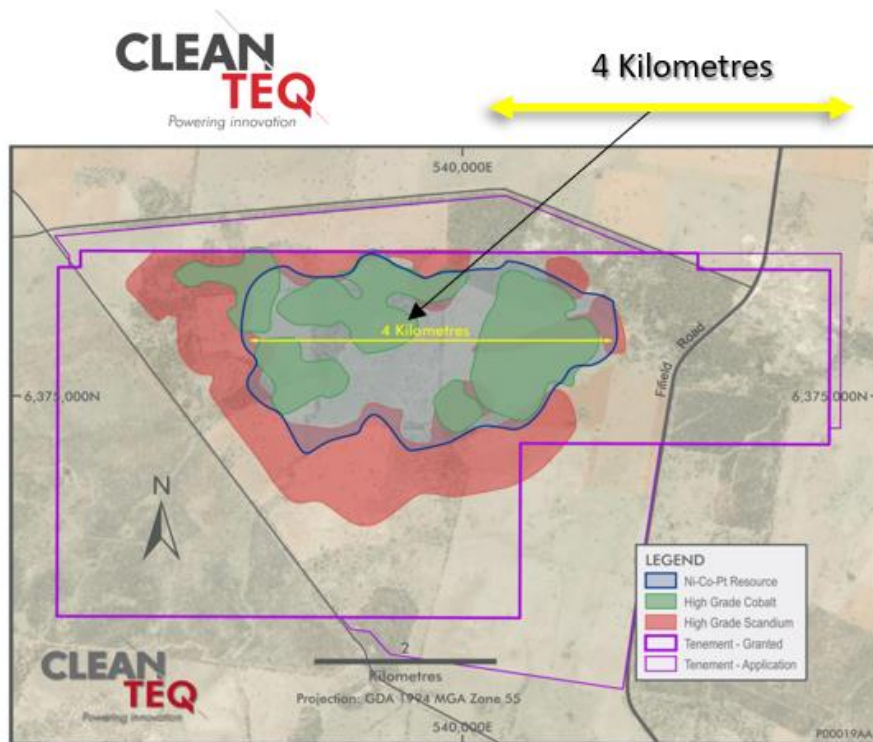 CLEAN
TEQ
Powering innovation
4 Kilometres
540,000E
4 Kilometres
Fifield Road
6,375,000N
6,375,000N
N
LEGEND
Ni-Co-Pt Resource
High Grade Cobalt
High Grade Scandium
Tenement - Granted
Tenement - Application
2
Kilometres
Projection: GDA 1994 MGA Zone 55
CLEAN
TEQ
Powering innovation
540,000E
P00019AA